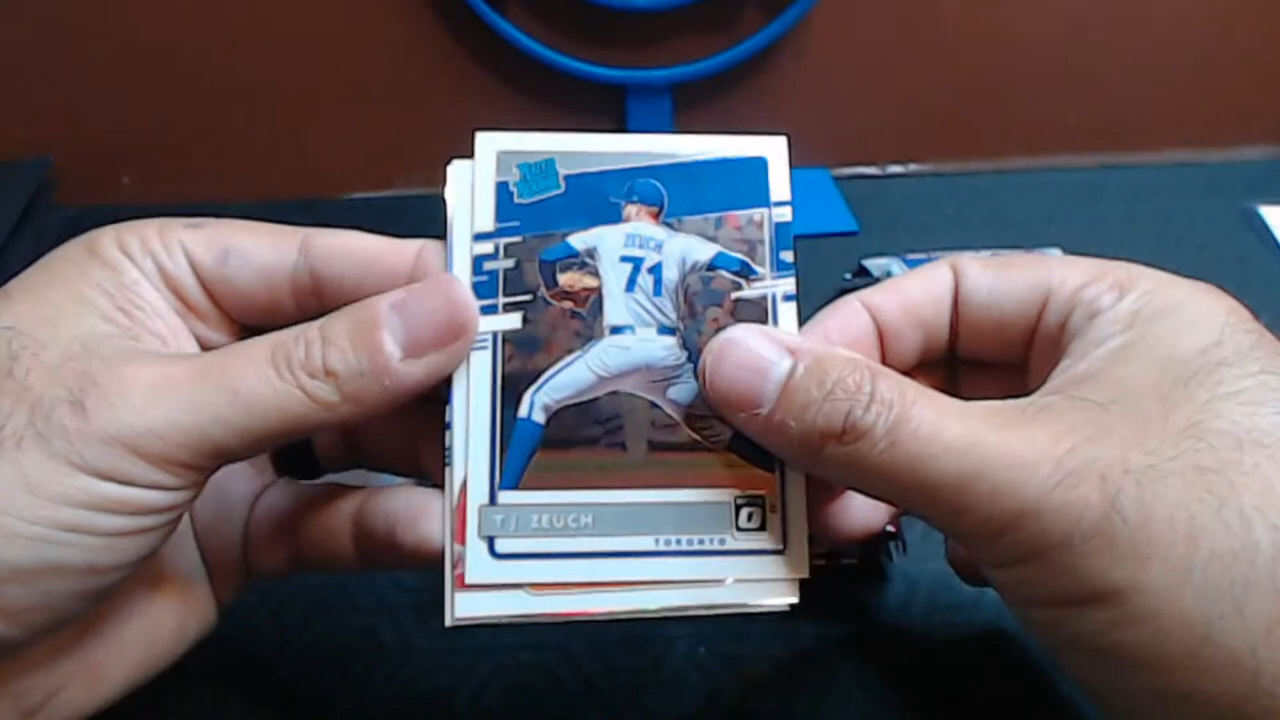 RATED
ROOKIE
ZEUCH
71
TJ ZEUCH
TORONTO